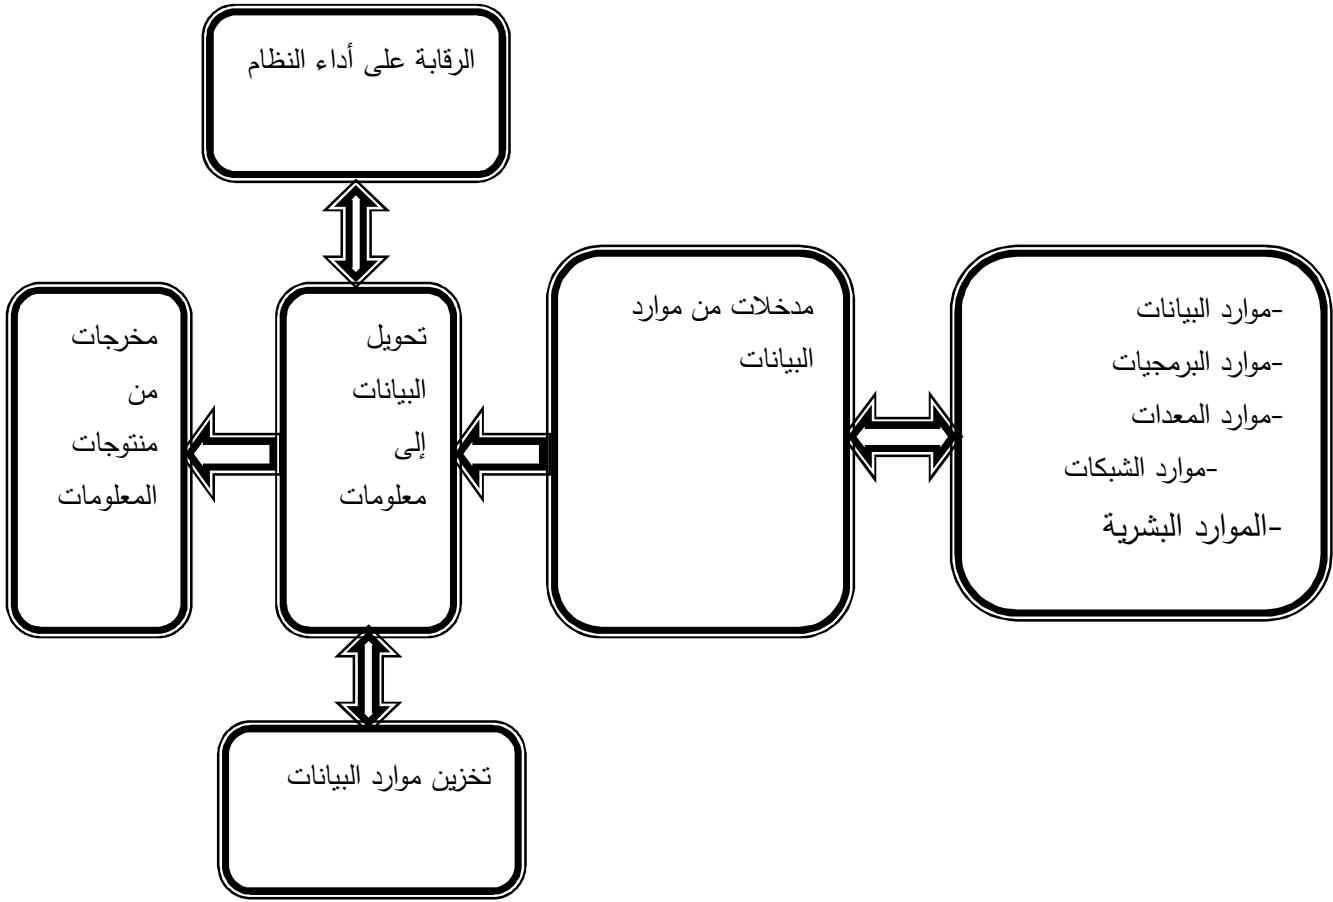 الرقابة على أداء النظام
-موارد البيانات
-موارد البرمجيات
-موارد المعدات
-موارد الشبكات
-الموارد البشرية
مدخلات من موارد
البيانات
تحويل
البيانات
إلى
معلومات
مخرجات
من
منتوجات
المعلومات
تخزين موارد البيانات